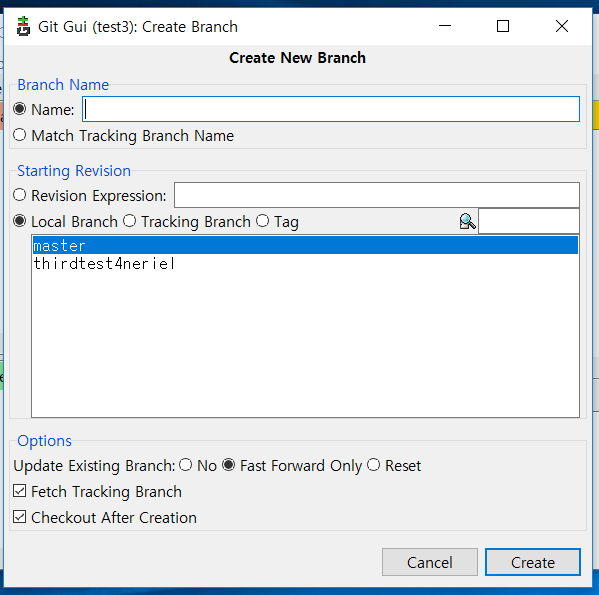 Git Gui (test3): Create Branch
Create New Branch
Branch Name
Name:
Match Tracking Branch Name
Starting Revision
Revision Expression:
Local Branch Tracking Branch Tag
master
thirdtest4neriel
Options
Update Existing Branch: No Fast Forward Only Reset
Fetch Tracking Branch
Checkout After Creation
Cancel Create